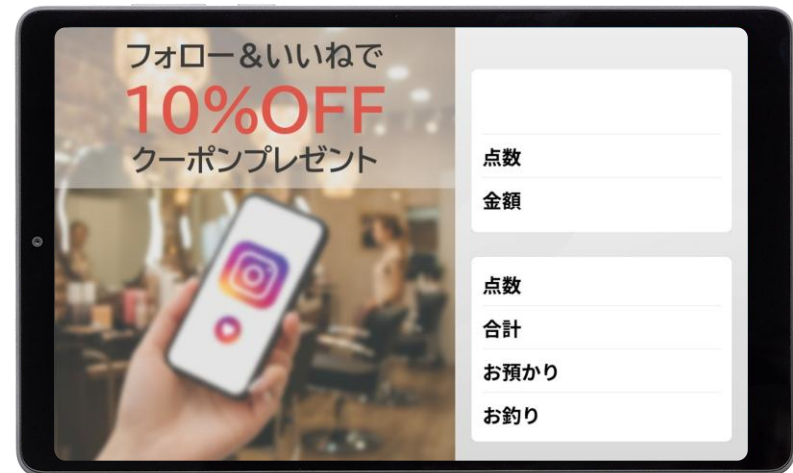 フォロー&いいねで
10%OFF
クーポンプレゼント
点数
金額
点数
合計
お預かり
お釣り